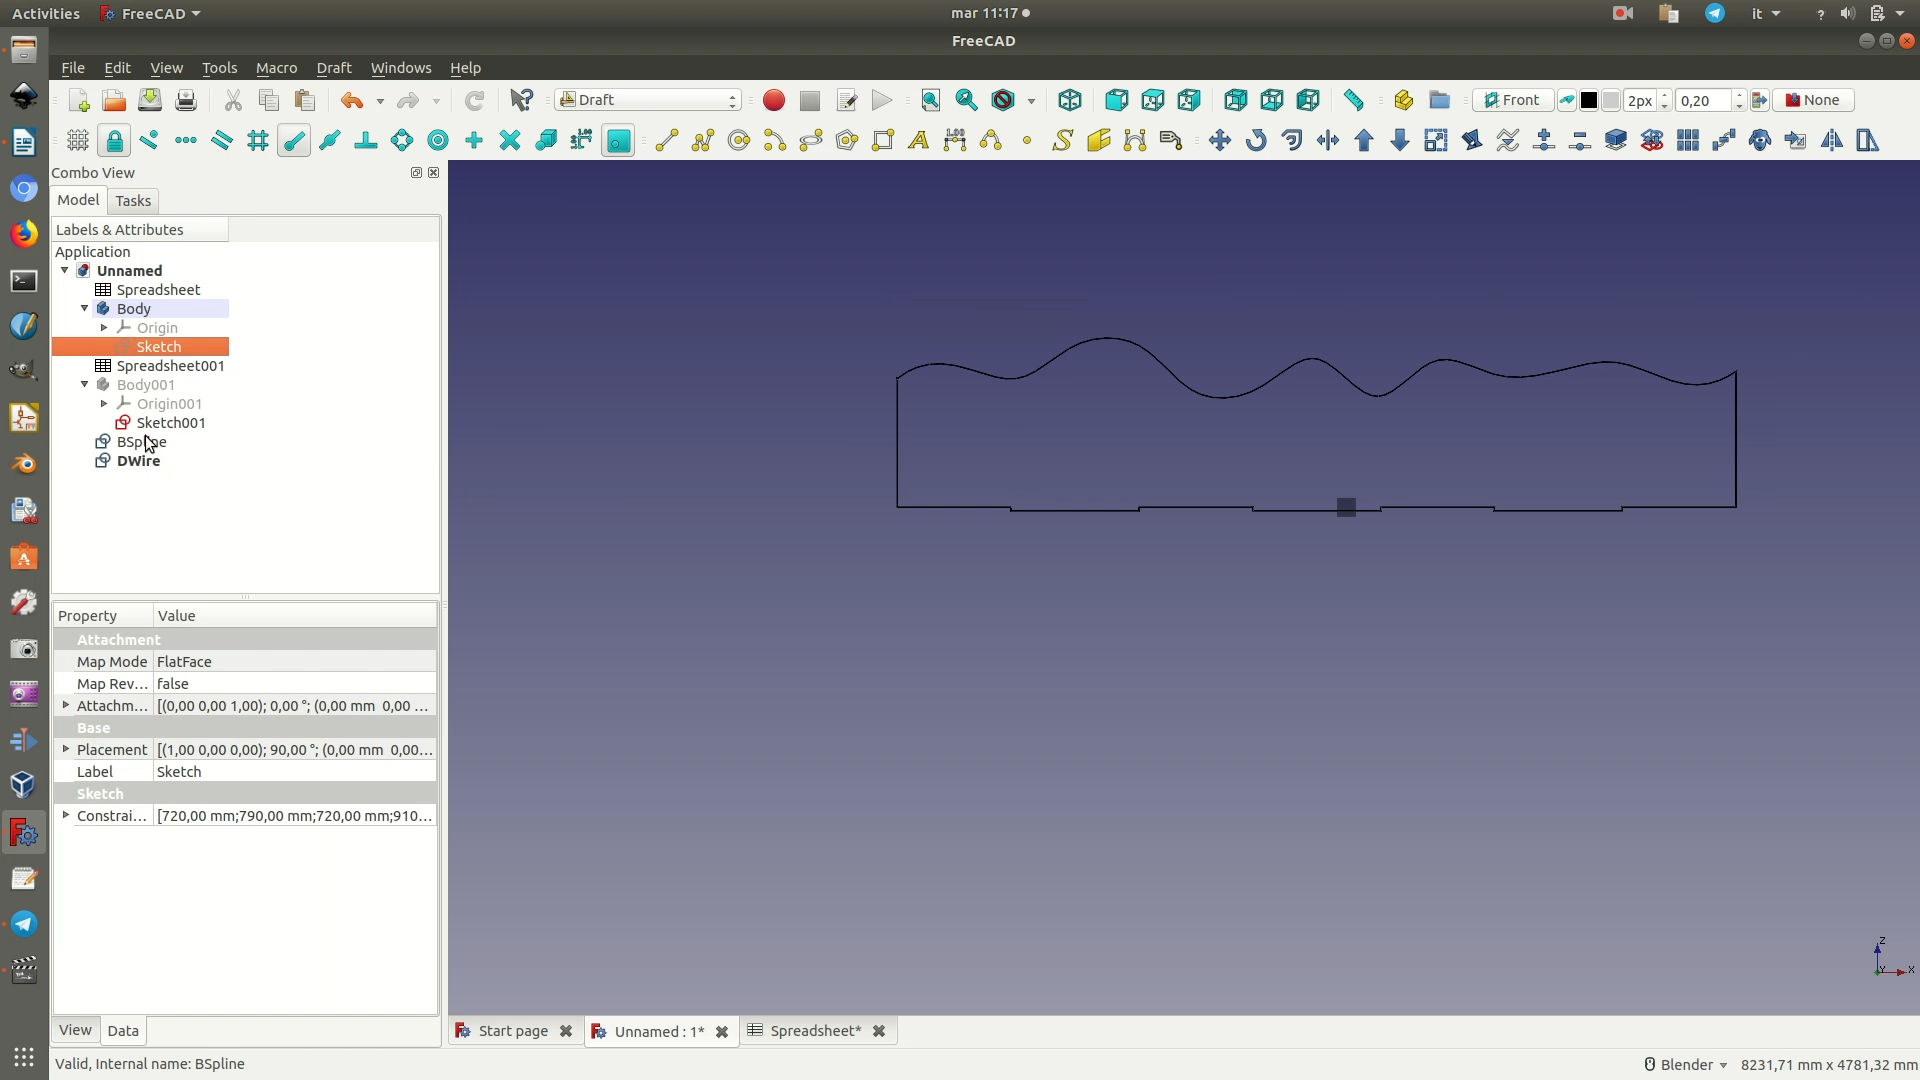 Activities FreeCAD mar 11:17 it ?
FreeCAD
File Edit View Tools Macro Draft Windows Help
Draft Front 2px 0,20 None
Combo View
Model Tasks
Labels & Attributes
Application
Unnamed
Spreadsheet
Body
Origin
Sketch
Spreadsheet001
Body001
Origin001
Sketch001
DWire
Property Value
Attachment
Map Mode FlatFace
Map Rev... false
Attachm... [(0,00 0,00 1,00); 0,00 °; (0,00 mm 0,00 ...
Base
Placement [(1,00 0,00 0,00); 90,00 °; (0,00 mm 0,00...
Label Sketch
Sketch
Constrai... [720,00 mm;790,00 mm;720,00 mm;910...
z
Y x
View Data
Start page Unnamed : 1* Spreadsheet*
Valid, Internal name: BSpline Blender 8231,71 mm x 4781,32 mm